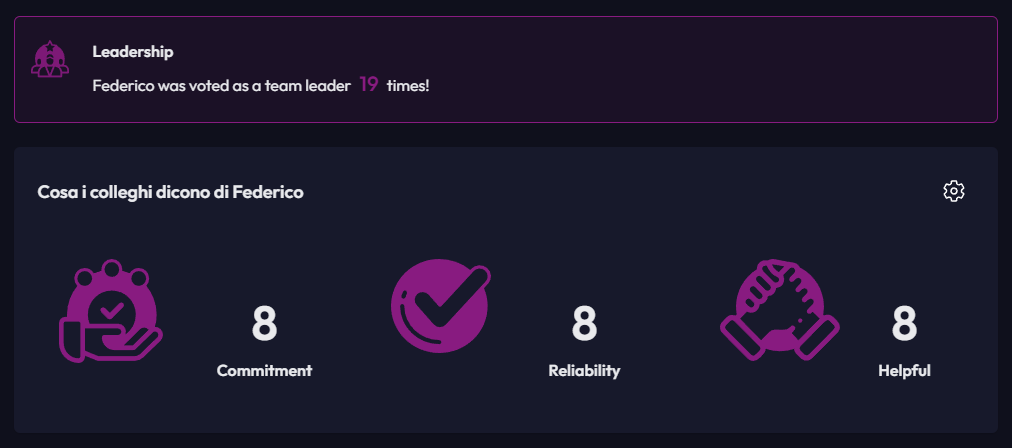 Leadership
Federico was voted as a team leader 19 times!
Cosa i colleghi dicono di Federico
8
Commitment
8
Reliability
8
Helpful